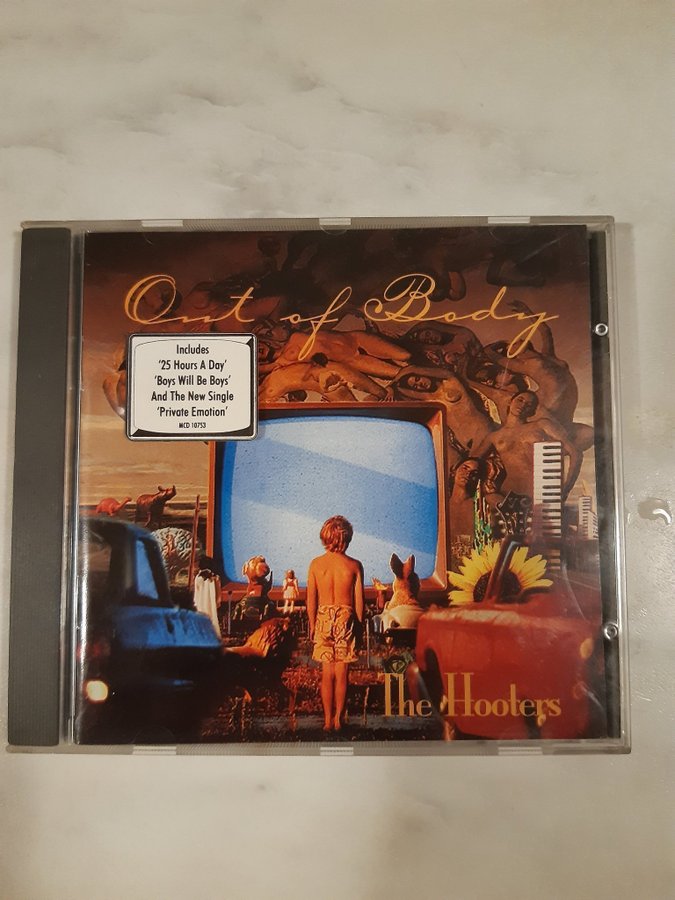 Out of Body
Includes
'25 Hours A Day'
'Boys Will Be Boys'
And The New Single
'Private Emotion'
MCD 10753
The Hooters